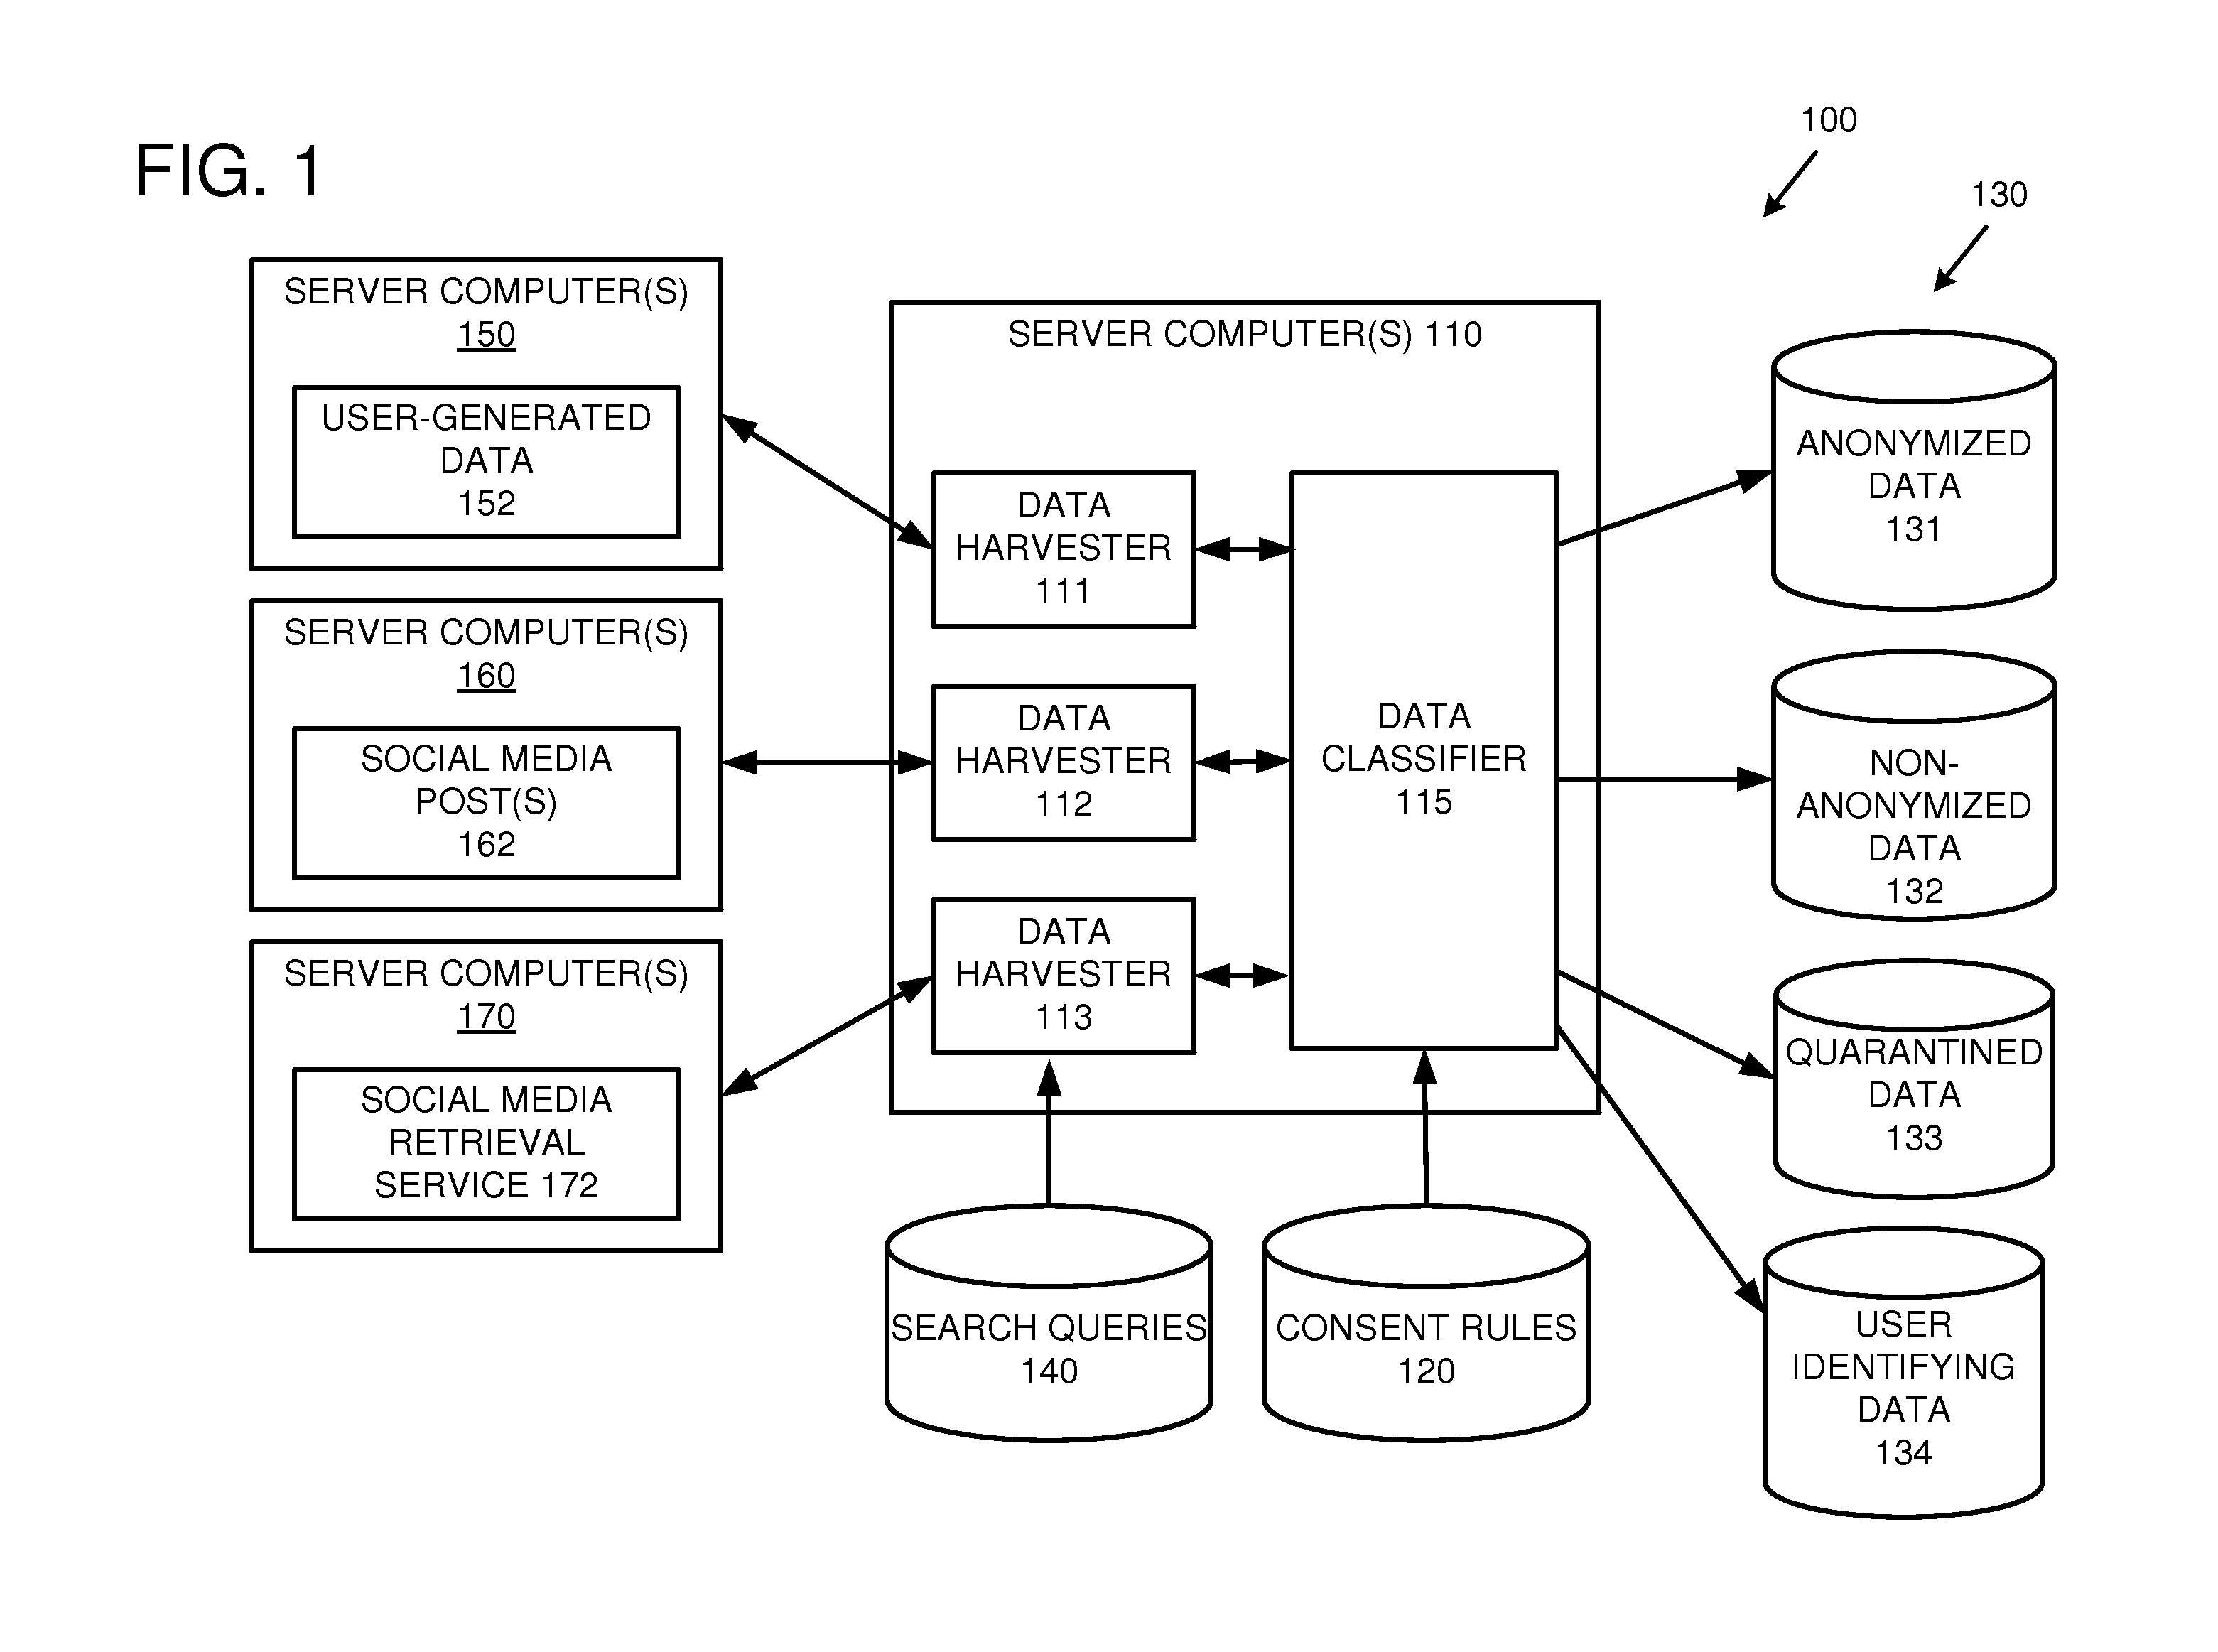 FIG. 1
100
130
SERVER COMPUTER(S)
150
USER-GENERATED
DATA
152
SERVER COMPUTER(S)
160
SOCIAL MEDIA
POST(S)
162
SERVER COMPUTER(S)
170
SOCIAL MEDIA
RETRIEVAL
SERVICE 172
SERVER COMPUTER(S) 110
DATA
HARVESTER
111
DATA
HARVESTER
112
DATA
HARVESTER
113
DATA
CLASSIFIER
115
SEARCH QUERIES
140
CONSENT RULES
120
ANONYMIZED
DATA
131
NON-
ANONYMIZED
DATA
132
QUARANTINED
DATA
133
USER
IDENTIFYING
DATA
134